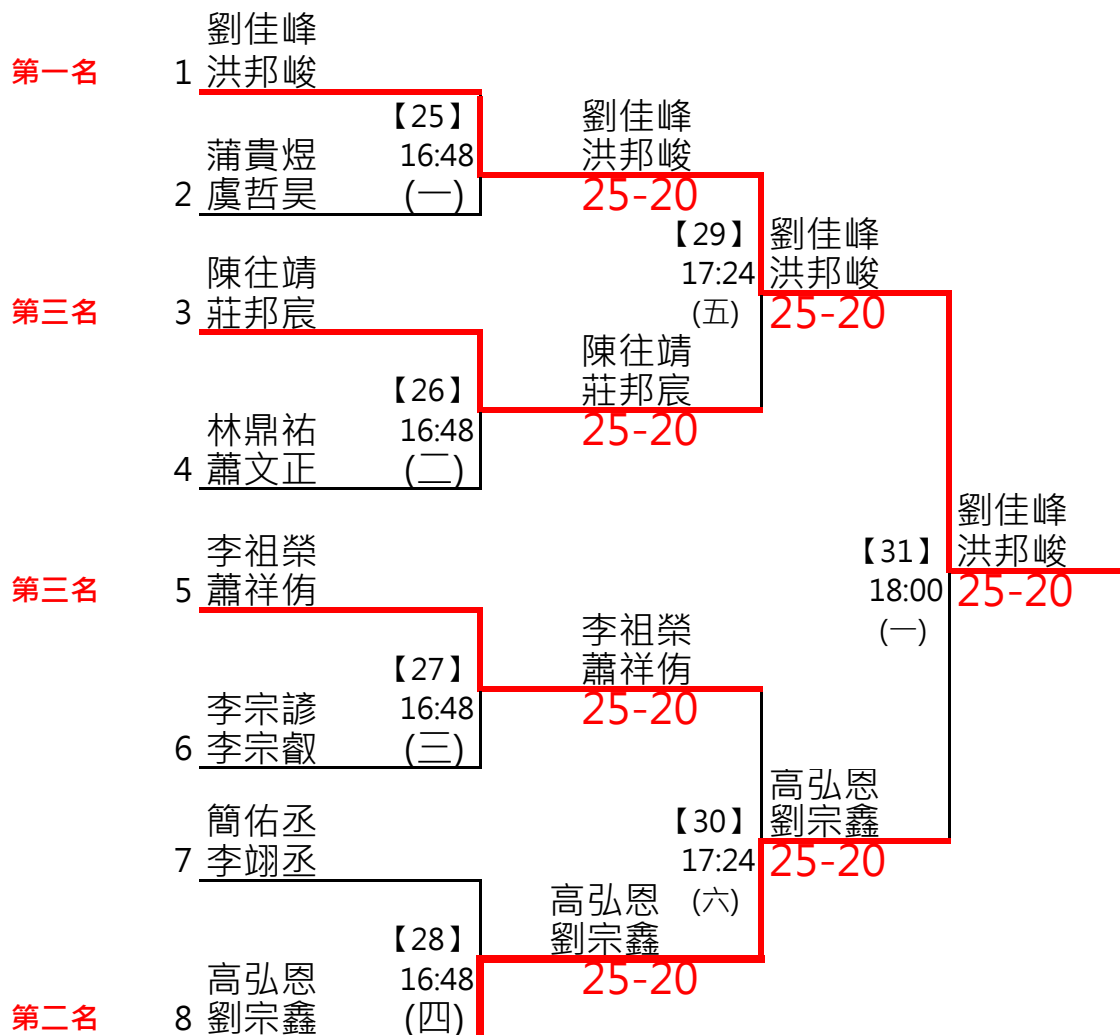 劉佳峰
第一名 1 洪邦峻
【25】 劉佳峰
蒲貴煜 16:48 洪邦峻
2 虞哲昊 (一) 25-20
【29】 劉佳峰
陳往靖 17:24 洪邦峻
第三名 3 莊邦宸 (五) 25-20
陳往靖
【26】 莊邦宸
林鼎祐 16:48 25-20
4 蕭文正 (二)
劉佳峰
李祖榮 【31】 洪邦峻
第三名 5 蕭祥侑 18:00 25-20
李祖榮 (一)
【27】 蕭祥侑
李宗諺 16:48 25-20
6 李宗叡 (三)
高弘恩
簡佑丞 【30】 劉宗鑫
7 李翊丞 17:24 25-20
高弘恩 (六)
【28】 劉宗鑫
高弘恩 16:48 25-20
第二名 8 劉宗鑫 (四)